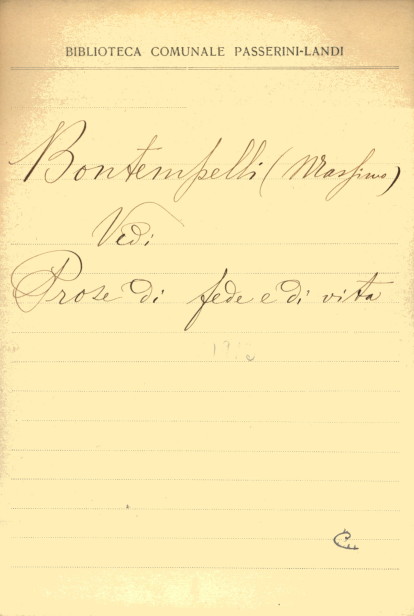 BIBLIOTECA COMUNALE PASSERINI-LANDI
Bontempelli (Massimo)
Vedi
Prose di fede e di vita